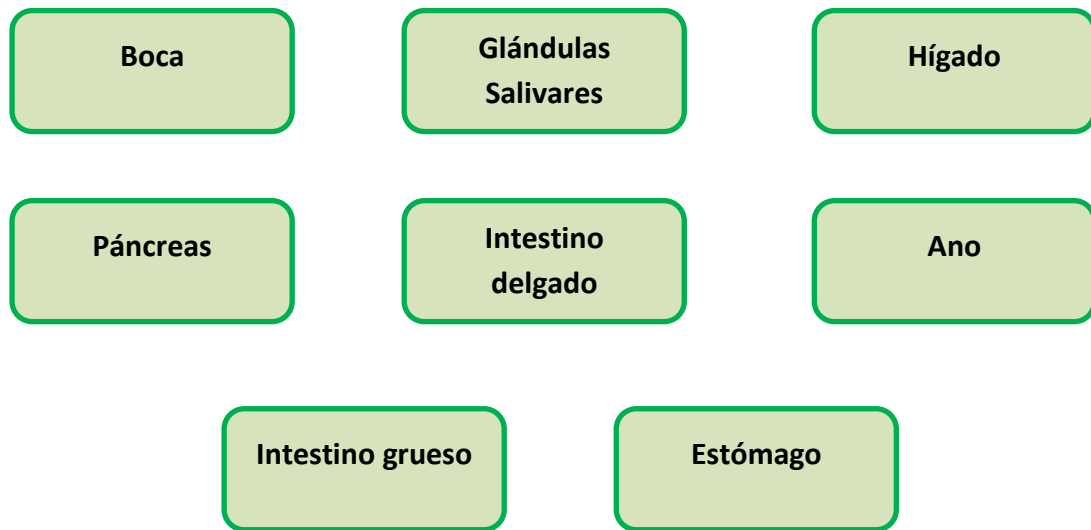 Boca
Glándulas
Salivares
Hígado
Páncreas
Intestino
delgado
Ano
Intestino grueso
Estómago